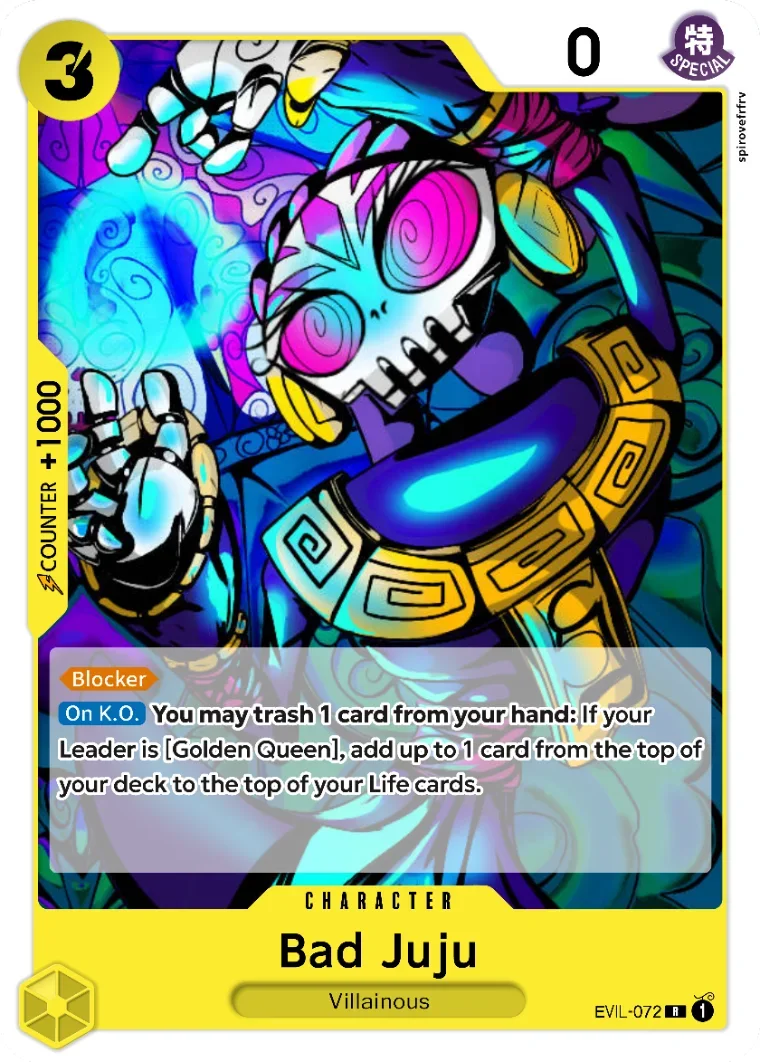 3
0
特
SPECIAL
spirovefrfrv
COUNTER +1000
Blocker
On K.O. You may trash 1 card from your hand: If your
Leader is [Golden Queen], add up to 1 card from the top of
your deck to the top of your Life cards.
CHARACTER
Bad Juju
Villainous
EVIL-072 R 1